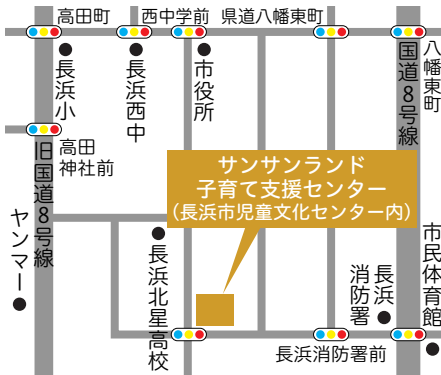 高田町
西中学前
県道八幡東町
長浜小
長浜西中
市役所
国道8号線
八幡東町
高田
神社前
旧国道8号線
サンサンランド
子育て支援センター
(長浜市児童文化センター内)
ヤンマー
長浜北星高校
長浜
消防署
市民体育館
長浜消防署前